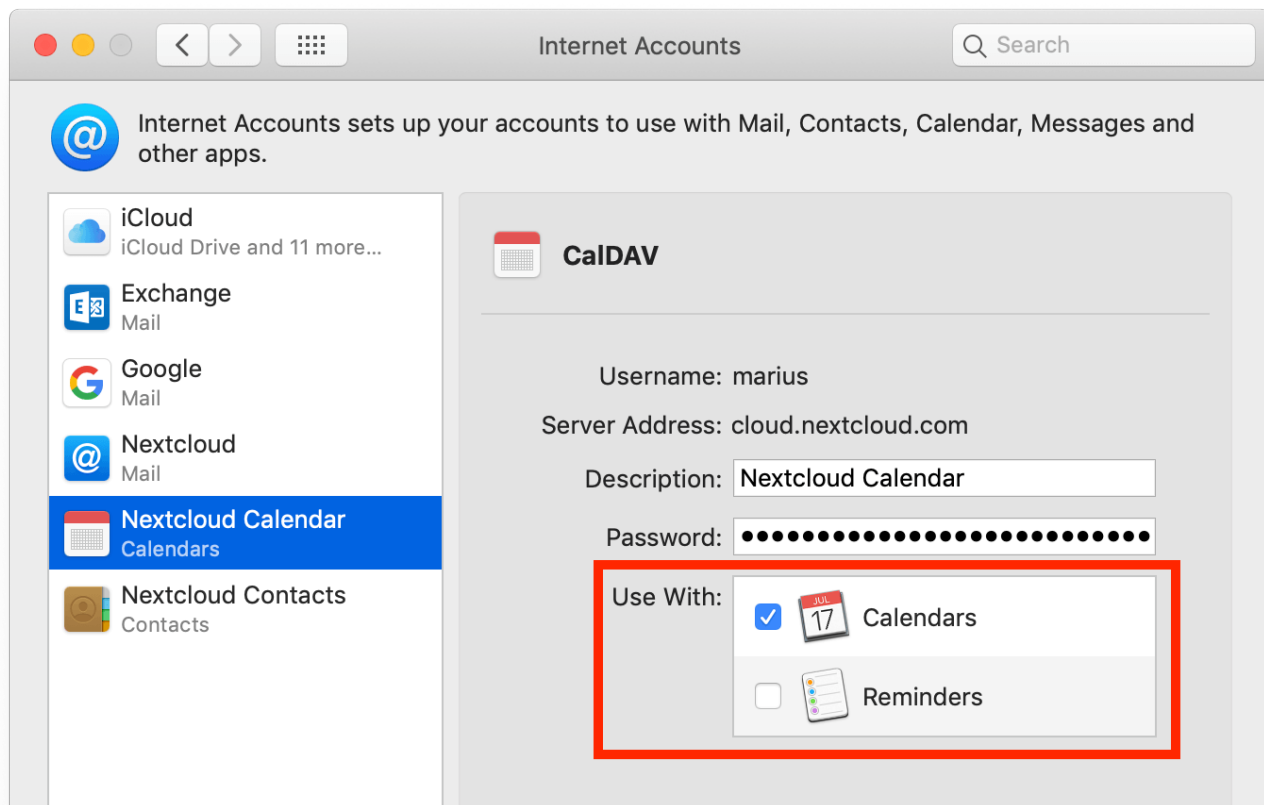 Internet Accounts
Search
Internet Accounts sets up your accounts to use with Mail, Contacts, Calendar, Messages and
other apps.
iCloud
iCloud Drive and 11 more...
Exchange
Mail
Google
Mail
Nextcloud
Mail
Nextcloud Calendar
Calendars
Nextcloud Contacts
Contacts
CalDAV
Username: marius
Server Address: cloud.nextcloud.com
Description: Nextcloud Calendar
Password: ●●●●●●●●●●●●●●●●●●●●●●●●●●●
Use With:
JUL
17
Calendars
Reminders